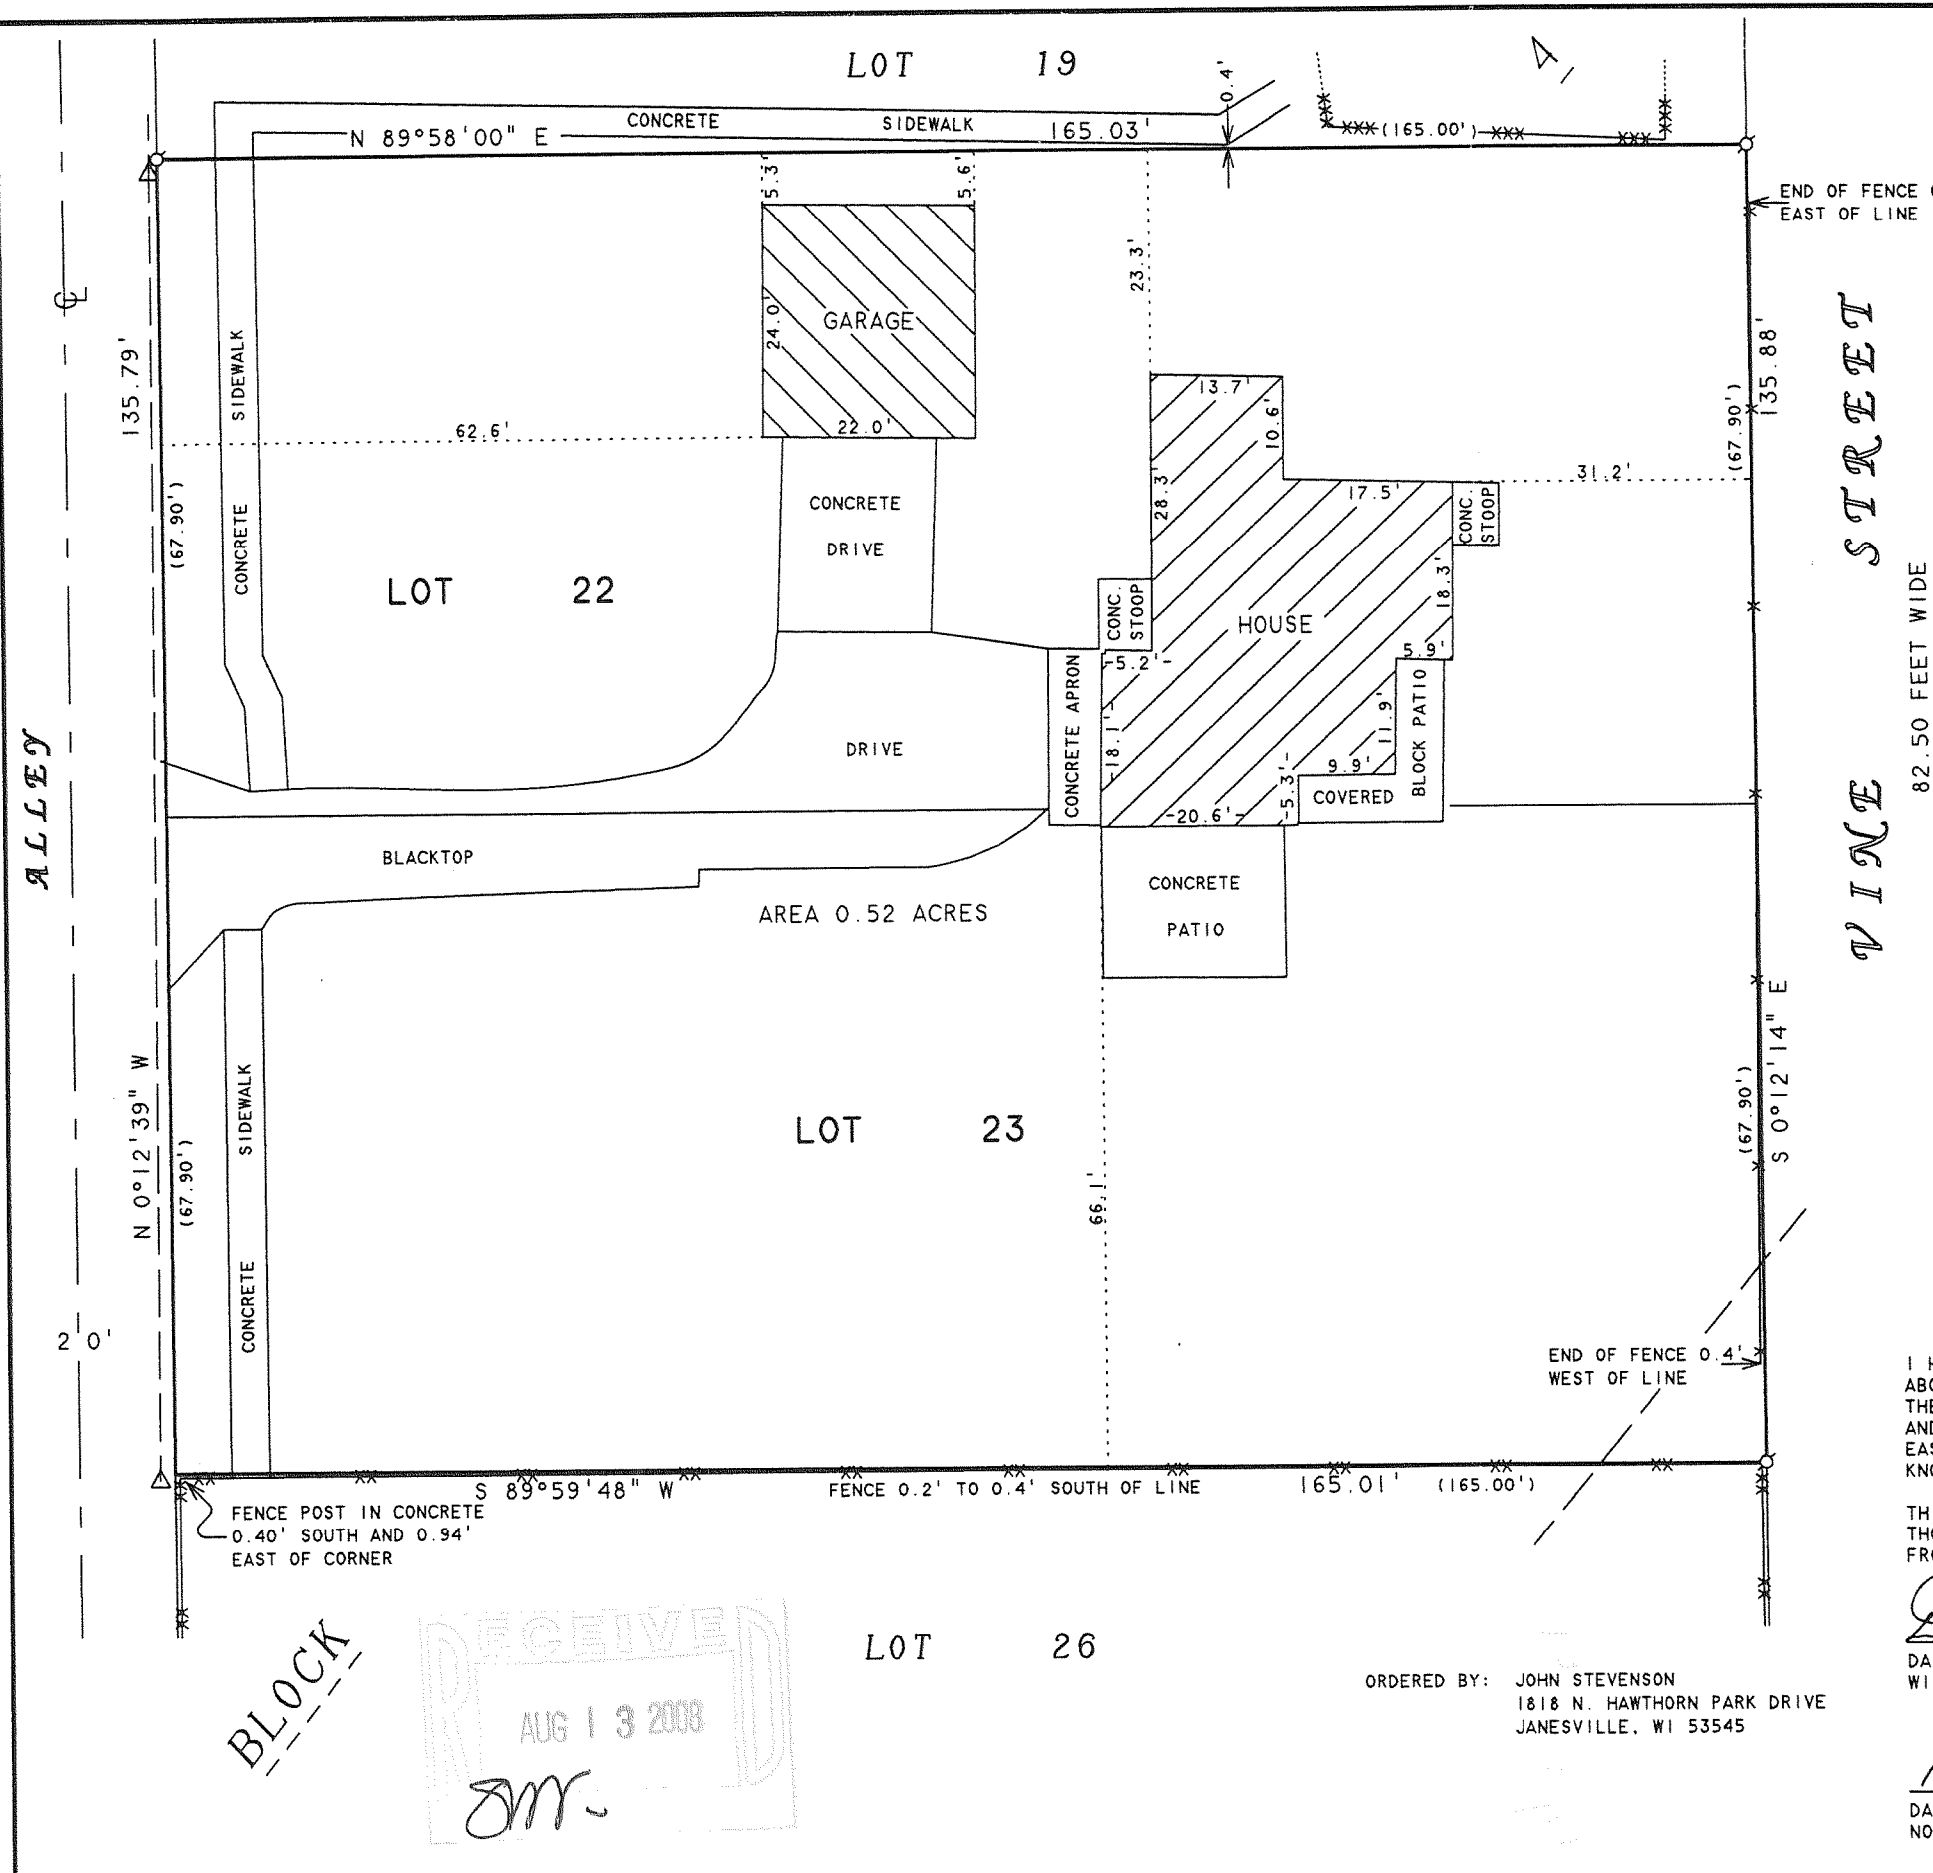 LOT 19
4,
0.4'
CONCRETE SIDEWALK
N 89°58'00" E
165.03'
(165.00')
5.3'
5.6'
END OF FENCE
EAST OF LINE
23.3'
24.0'
GARAGE
22.0'
62.6'
135.79'
(67.90')
CONCRETE SIDEWALK
℄
135.88'
(67.90')
13.7'
10.6'
28.3'
17.5'
31.2'
CONC.
STOOP
CONCRETE
DRIVE
LOT 22
CONC.
STOOP
HOUSE
18.3'
5.9'
-5.2'-
CONCRETE APRON
-18.1'-
11.9'
BLOCK PATIO
9.9'
-5.3'-
COVERED
-20.6'-
DRIVE
ALLEY
VINE STREET
82.50 FEET WIDE
BLACKTOP
AREA 0.52 ACRES
CONCRETE
PATIO
N 0°12'39" W
(67.90')
CONCRETE SIDEWALK
LOT 23
66.1'
S 0°12'14" E
(67.90')
20'
END OF FENCE 0.4'
WEST OF LINE
S 89°59'48" W
FENCE 0.2' TO 0.4' SOUTH OF LINE
165.01' (165.00')
FENCE POST IN CONCRETE
0.40' SOUTH AND 0.94'
EAST OF CORNER
BLOCK
RECEIVED
AUG 13 2008
LOT 26
ORDERED BY: JOHN STEVENSON
1818 N. HAWTHORN PARK DRIVE
JANESVILLE, WI 53545